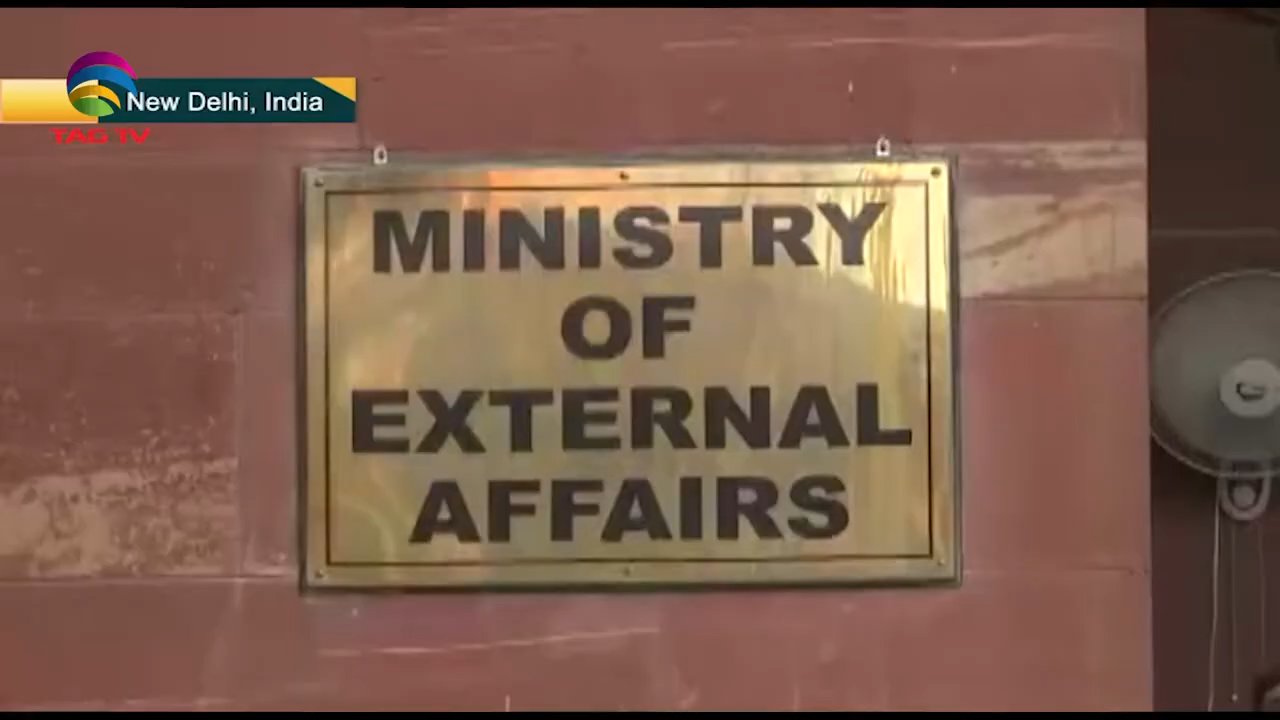 New Delhi, India
TAG TV
MINISTRY
OF
EXTERNAL
AFFAIRS